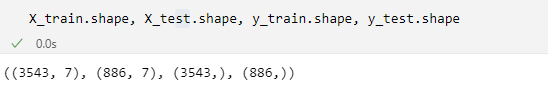 X_train.shape, X_test.shape, y_train.shape, y_test.shape
✓ 0.0s
((3543, 7), (886, 7), (3543,), (886,))